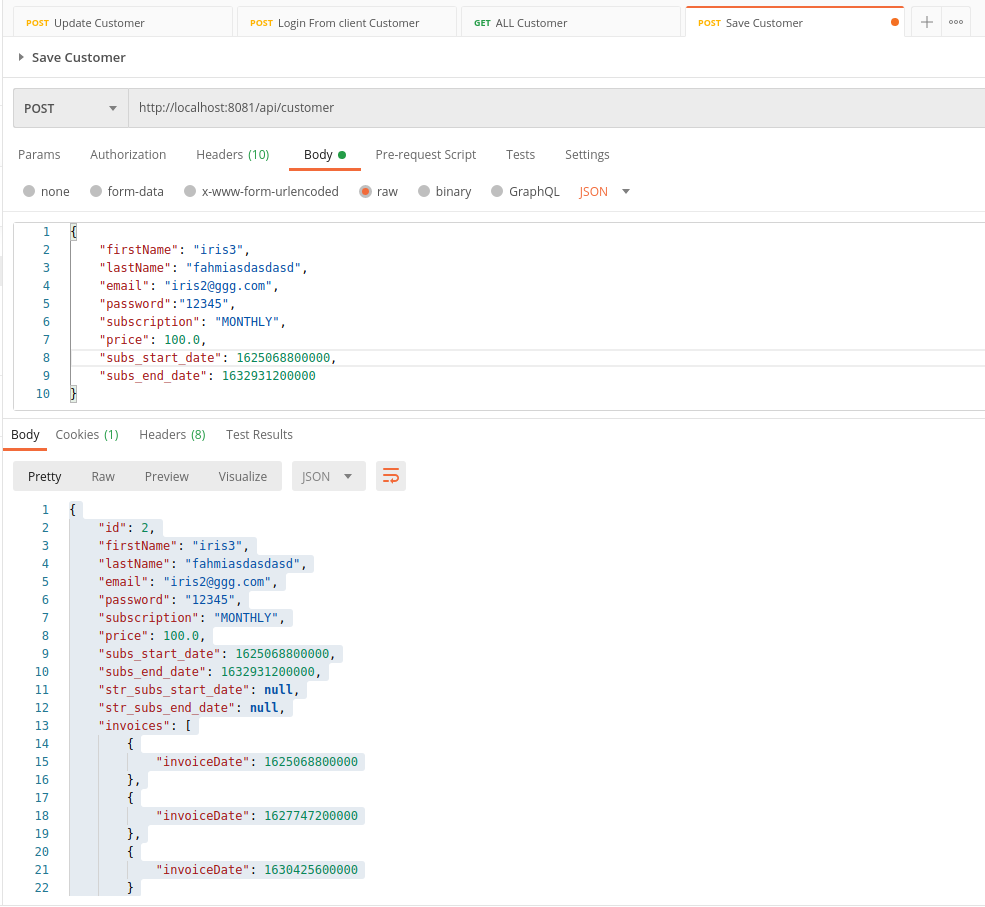 POST Update Customer POST Login From client Customer GET ALL Customer POST Save Customer
Save Customer
POST http://localhost:8081/api/customer
Params Authorization Headers (10) Body Pre-request Script Tests Settings
none form-data x-www-form-urlencoded raw binary GraphQL JSON
1 {
2 "firstName": "iris3",
3 "lastName": "fahmiasdasdasd",
4 "email": "iris2@ggg.com",
5 "password":"12345",
6 "subscription": "MONTHLY",
7 "price": 100.0,
8 "subs_start_date": 1625068800000,
9 "subs_end_date": 1632931200000
10 }
Body Cookies (1) Headers (8) Test Results
Pretty Raw Preview Visualize JSON
1 {
2 "id": 2,
3 "firstName": "iris3",
4 "lastName": "fahmiasdasdasd",
5 "email": "iris2@ggg.com",
6 "password": "12345",
7 "subscription": "MONTHLY",
8 "price": 100.0,
9 "subs_start_date": 1625068800000,
10 "subs_end_date": 1632931200000,
11 "str_subs_start_date": null,
12 "str_subs_end_date": null,
13 "invoices": [
14 {
15 "invoiceDate": 1625068800000
16 },
17 {
18 "invoiceDate": 1627747200000
19 },
20 {
21 "invoiceDate": 1630425600000
22 }